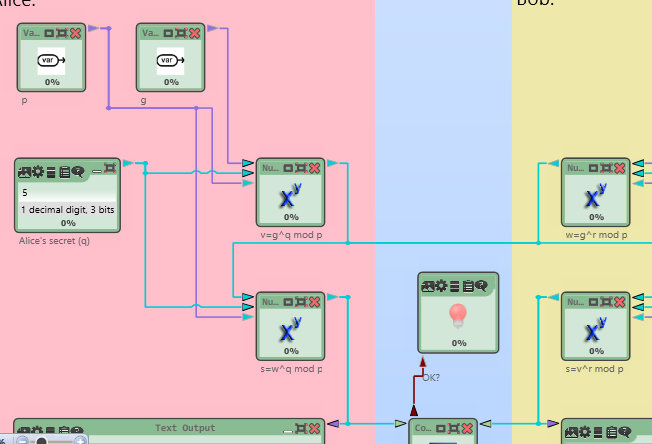 Alice:
Bob:
Va...
Va...
var
var
0%
0%
p
g
5
1 decimal digit, 3 bits
0%
Alice's secret (q)
Nu...
X^y
0%
v=g^q mod p
Nu...
X^y
0%
w=g^r mod p
Nu...
X^y
0%
s=w^q mod p
0%
OK?
Nu...
X^y
0%
s=v^r mod p
Text Output
Co...
%